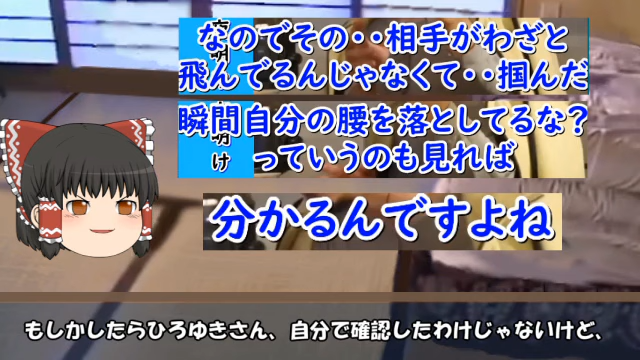 なのでその・・相手がわざと
飛んでるんじゃなくて・・掴んだ
瞬間自分の腰を落としてるな?
っていうのも見れば
分かるんですよね
もしかしたらひろゆきさん、自分で確認したわけじゃないけど、